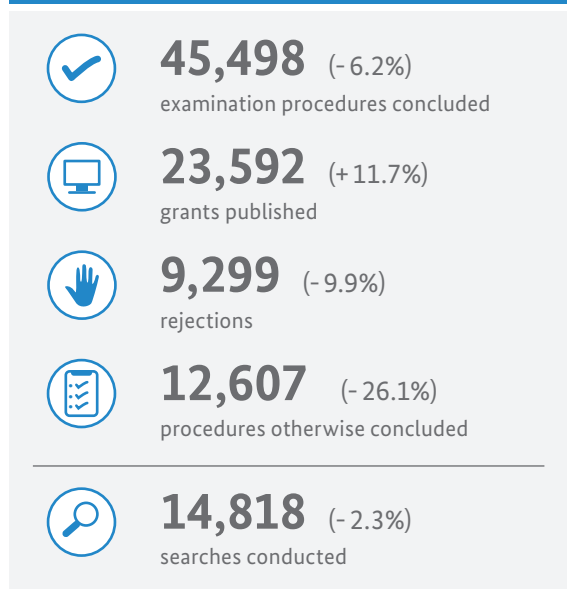 45,498 (- 6.2%)
examination procedures concluded
23,592 (+ 11.7%)
grants published
9,299 (- 9.9%)
rejections
12,607 (- 26.1%)
procedures otherwise concluded
14,818 (- 2.3%)
searches conducted